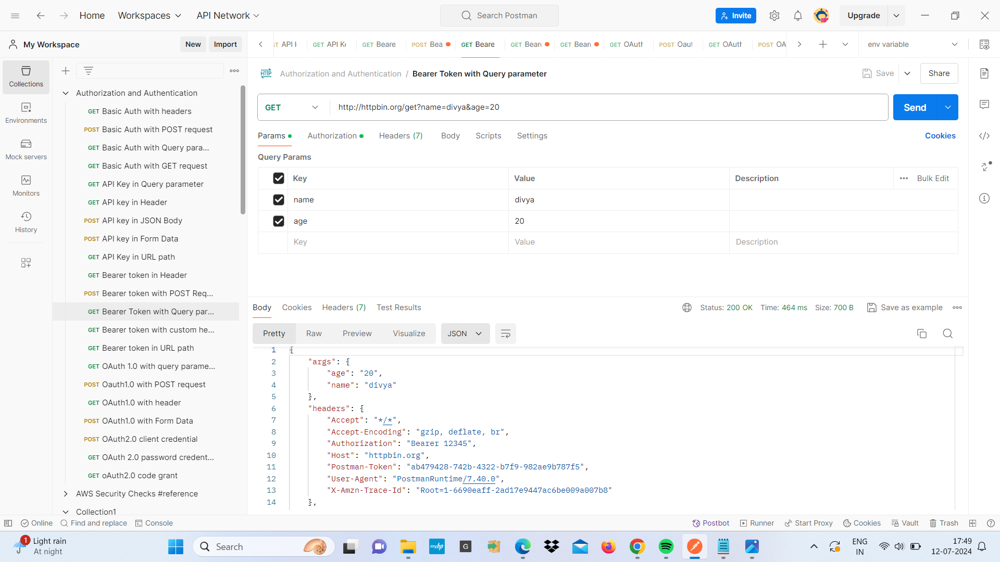 Home Workspaces API Network Search Postman Invite Upgrade
My Workspace New Import
API GET API GET Beare POST Bea GET Beare GET Bear GET Bear GET OAuth POST Oaut GET OAuth POST OA env variable
Collections
Environments
Mock servers
Monitors
History
Authorization and Authentication
GET Basic Auth with headers
POST Basic Auth with POST request
GET Basic Auth with Query para...
GET Basic Auth with GET request
GET API Key in Query parameter
GET API key in Header
POST API key in JSON Body
POST API key in Form Data
GET API Key in URL path
GET Bearer token in Header
POST Bearer token with POST Req...
GET Bearer Token with Query par...
GET Bearer token with custom he...
GET Bearer token in URL path
GET OAuth 1.0 with query parame...
POST Oauth1.0 with POST request
GET OAuth1.0 with header
POST OAuth1.0 with Form Data
POST OAuth2.0 client credential
GET OAuth 2.0 password credent...
GET oAuth2.0 code grant
AWS Security Checks #reference
Collection1
HTTP Authorization and Authentication / Bearer Token with Query parameter Save Share
GET http://httpbin.org/get?name=divya&age=20 Send
Params Authorization Headers (7) Body Scripts Settings Cookies
Query Params
Key Value Description Bulk Edit
name divya
age 20
Key Value Description
Body Cookies Headers (7) Test Results Status: 200 OK Time: 464 ms Size: 700 B Save as example
Pretty Raw Preview Visualize JSON
1 {
2 "args": {
3 "age": "20",
4 "name": "divya"
5 },
6 "headers": {
7 "Accept": "*/*",
8 "Accept-Encoding": "gzip, deflate, br",
9 "Authorization": "Bearer 12345",
10 "Host": "httpbin.org",
11 "Postman-Token": "ab479428-742b-4322-b7f9-982ae9b787f5",
12 "User-Agent": "PostmanRuntime/7.40.0",
13 "X-Amzn-Trace-Id": "Root=1-6690eaff-2ad17e9447ac6be009a007b8"
14 },
Online Find and replace Console Postbot Runner Start Proxy Cookies Vault Trash
1 Light rain
At night
Search
myhp
G
ENG
IN
17:49
12-07-2024